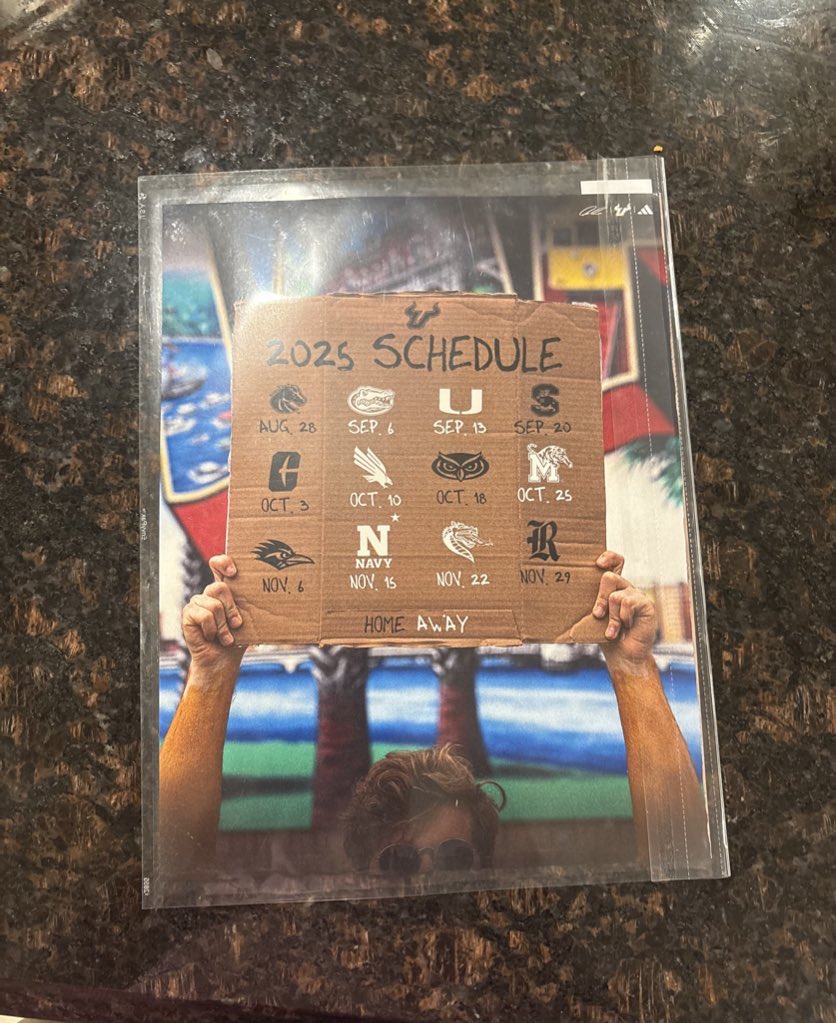 2025 SCHEDULE
AUG. 28 SEP. 6 SEP. 13 SEP. 20
OCT. 3 OCT. 10 OCT. 18 OCT. 25
NAVY
NOV. 6 NOV. 15 NOV. 22 NOV. 29
HOME AWAY